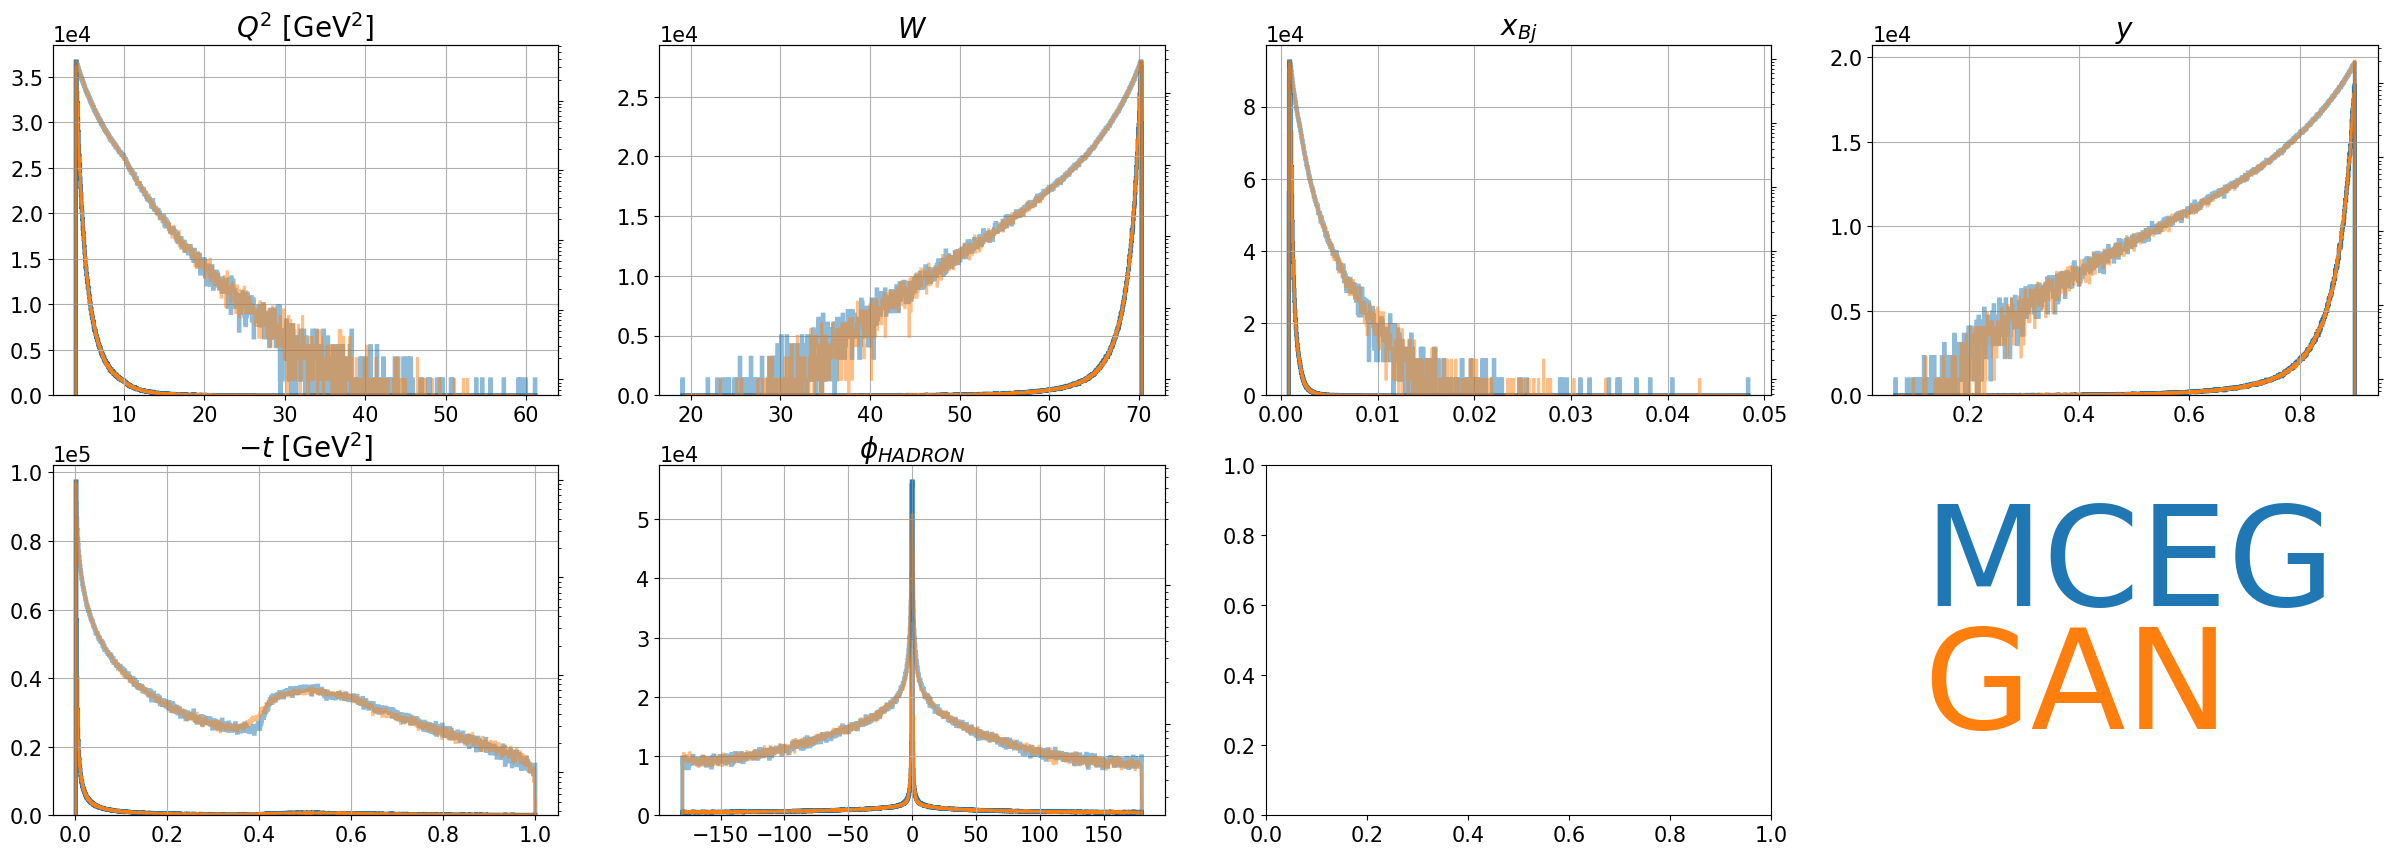 Q² [GeV²]
1e4
3.5
3.0
2.5
2.0
1.5
1.0
0.5
0.0
10 20 30 40 50 60
W
1e4
2.5
2.0
1.5
1.0
0.5
0.0
20 30 40 50 60 70
x_{Bj}
1e4
8
6
4
2
0
0.00 0.01 0.02 0.03 0.04 0.05
y
1e4
2.0
1.5
1.0
0.5
0.0
0.2 0.4 0.6 0.8
−t [GeV²]
1e5
1.0
0.8
0.6
0.4
0.2
0.0
0.0 0.2 0.4 0.6 0.8 1.0
ϕ_{HADRON}
1e4
5
4
3
2
1
0
−150 −100 −50 0 50 100 150
1.0
0.8
0.6
0.4
0.2
0.0
0.0 0.2 0.4 0.6 0.8 1.0
MCEG
GAN